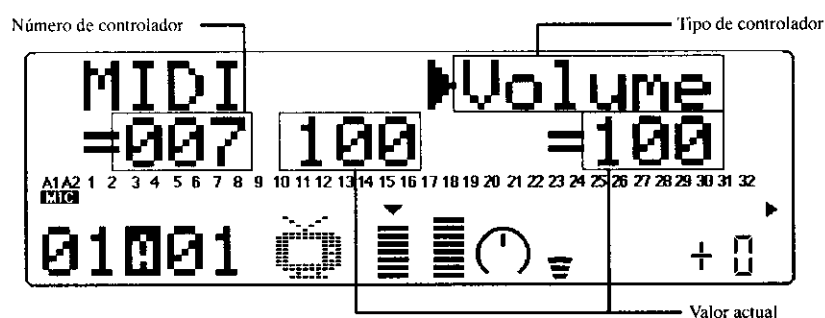 Número de controlador
Tipo de controlador
MIDI Volume
=007 100 =100
A1 A2 1 2 3 4 5 6 7 8 9 10 11 12 13 14 15 16 17 18 19 20 21 22 23 24 25 26 27 28 29 30 31 32
MIC
01A01 + 0
Valor actual